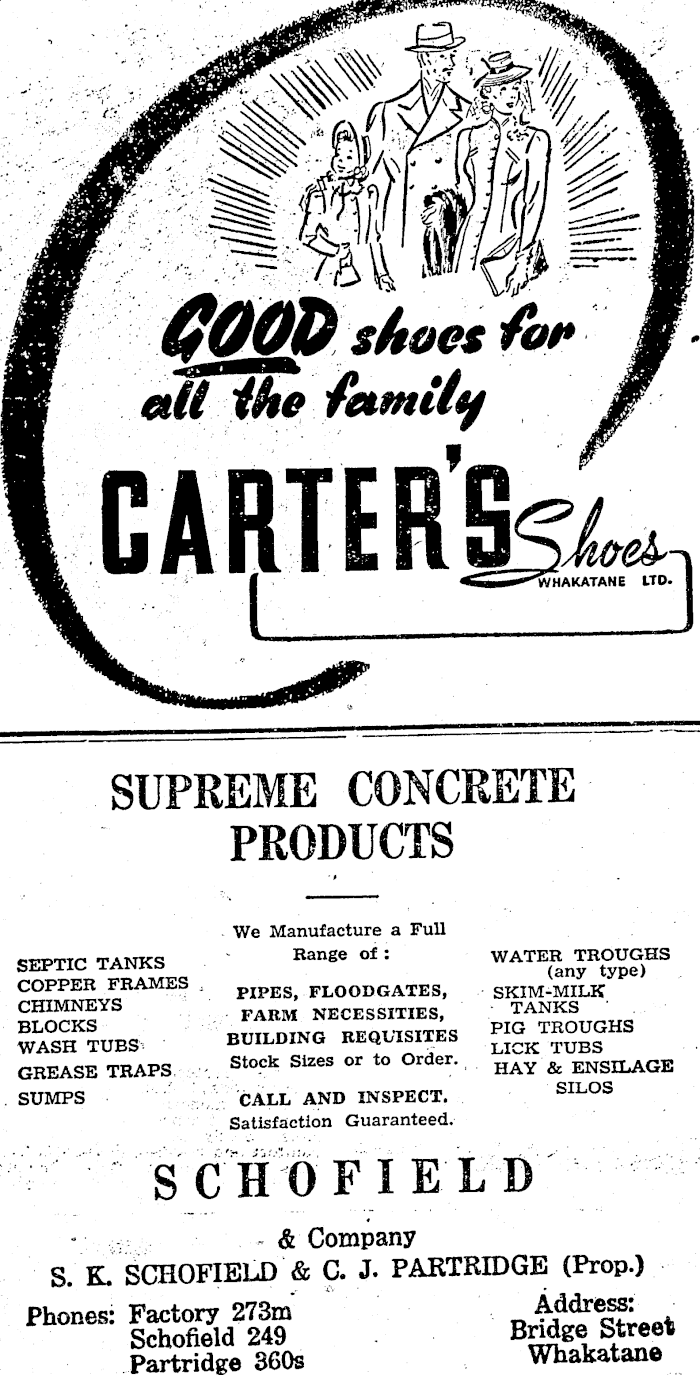 GOOD shoes for
all the family
CARTER'S Shoes
WHAKATANE LTD.
SUPREME CONCRETE
PRODUCTS
SEPTIC TANKS
COPPER FRAMES
CHIMNEYS
BLOCKS
WASH TUBS
GREASE TRAPS
SUMPS
We Manufacture a Full
Range of :
PIPES, FLOODGATES,
FARM NECESSITIES,
BUILDING REQUISITES
Stock Sizes or to Order.
CALL AND INSPECT.
Satisfaction Guaranteed.
WATER TROUGHS
(any type)
SKIM-MILK
TANKS
PIG TROUGHS
LICK TUBS
HAY & ENSILAGE
SILOS
SCHOFIELD
& Company
S. K. SCHOFIELD & C. J. PARTRIDGE (Prop.)
Phones: Factory 273m
Schofield 249
Partridge 360s
Address:
Bridge Street
Whakatane